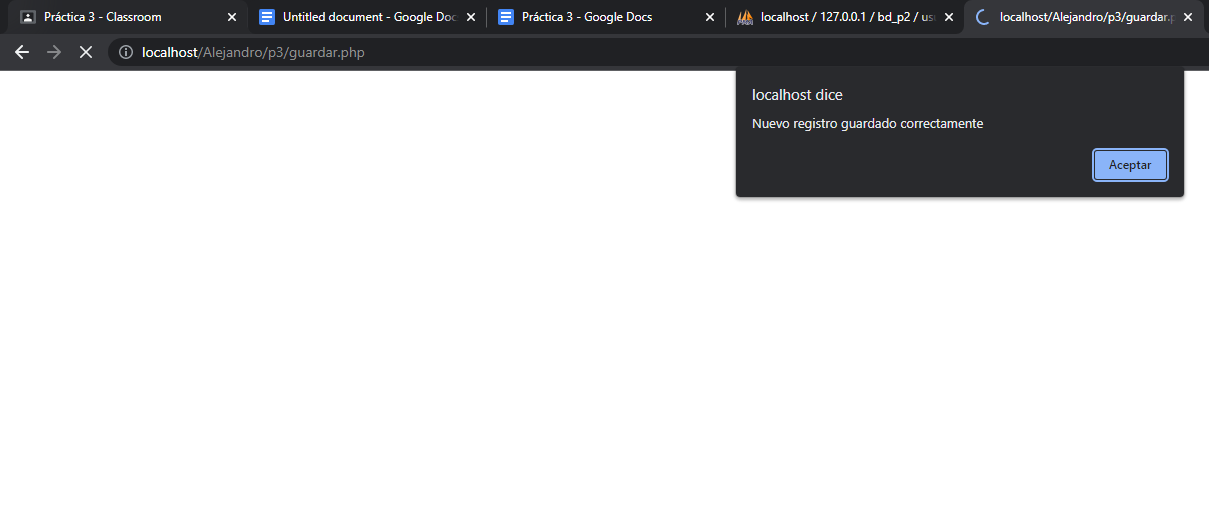 Práctica 3 - Classroom
Untitled document - Google Doc
Práctica 3 - Google Docs
localhost / 127.0.0.1 / bd_p2 / us
localhost/Alejandro/p3/guardar.p
localhost/Alejandro/p3/guardar.php
localhost dice
Nuevo registro guardado correctamente
Aceptar